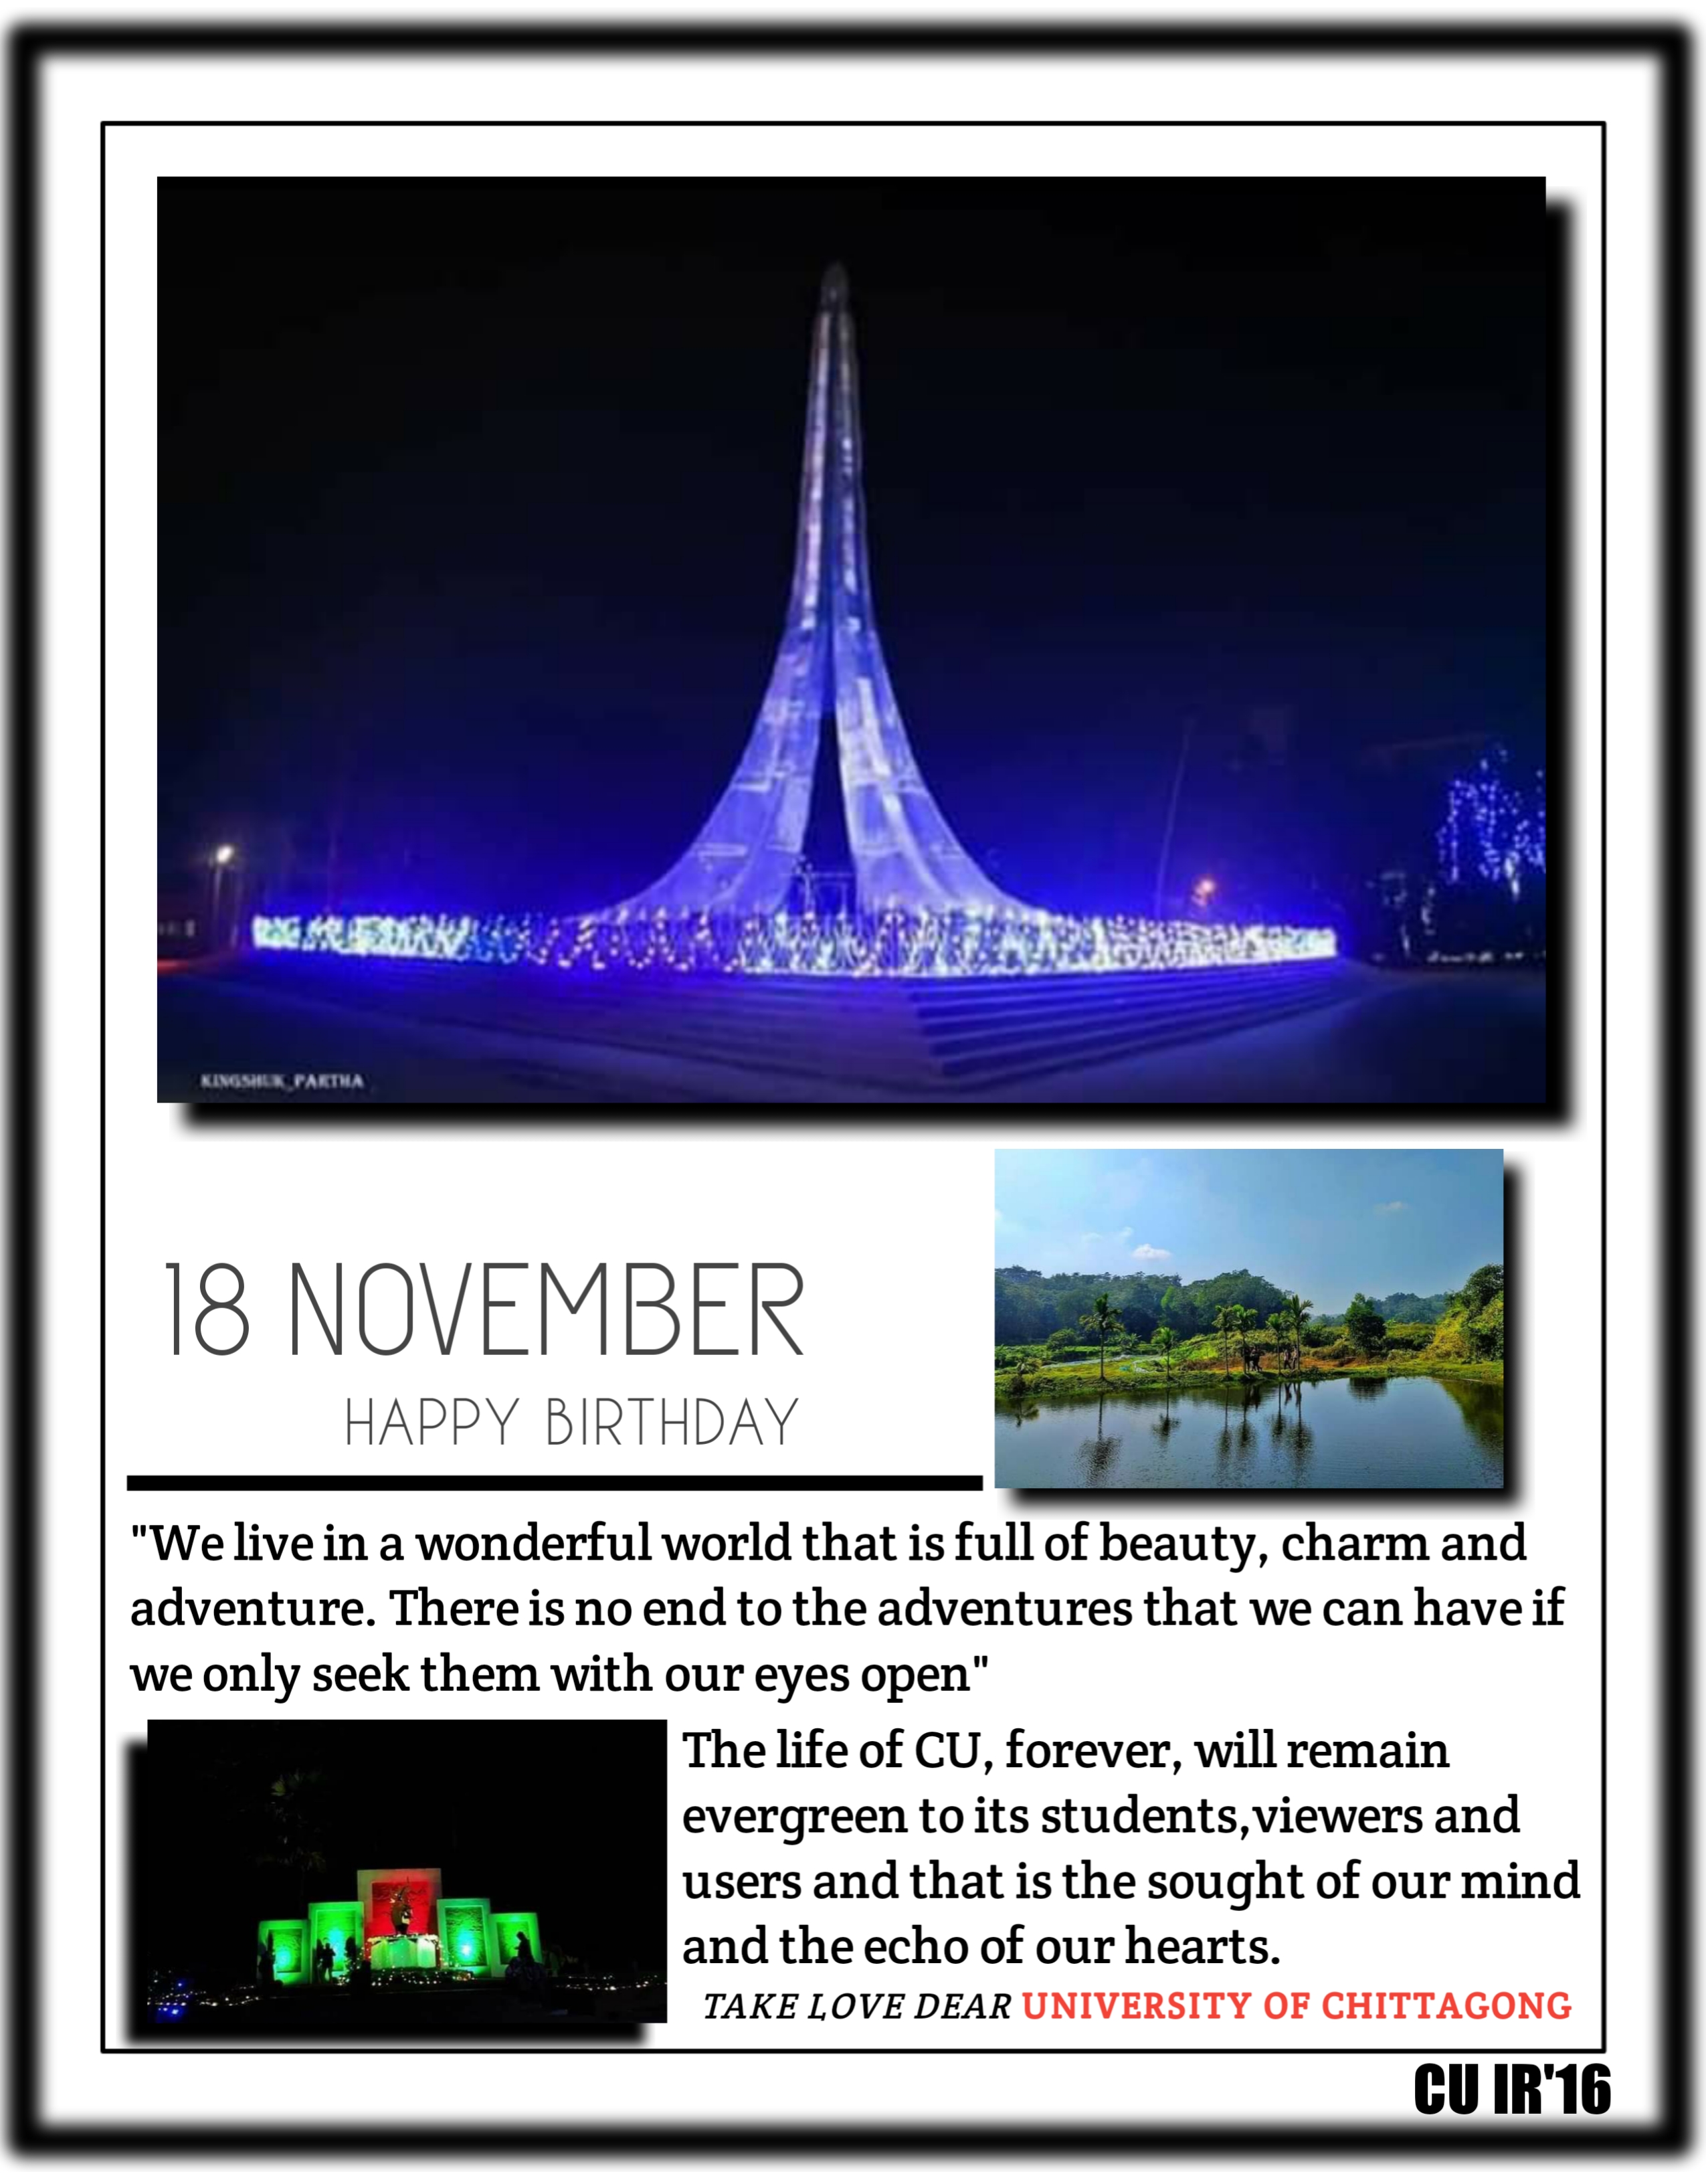 KINGSHUK_PARTHA
18 NOVEMBER
HAPPY BIRTHDAY
"We live in a wonderful world that is full of beauty, charm and
adventure. There is no end to the adventures that we can have if
we only seek them with our eyes open"
The life of CU, forever, will remain
evergreen to its students,viewers and
users and that is the sought of our mind
and the echo of our hearts.
TAKE LOVE DEAR UNIVERSITY OF CHITTAGONG
CU IR'16